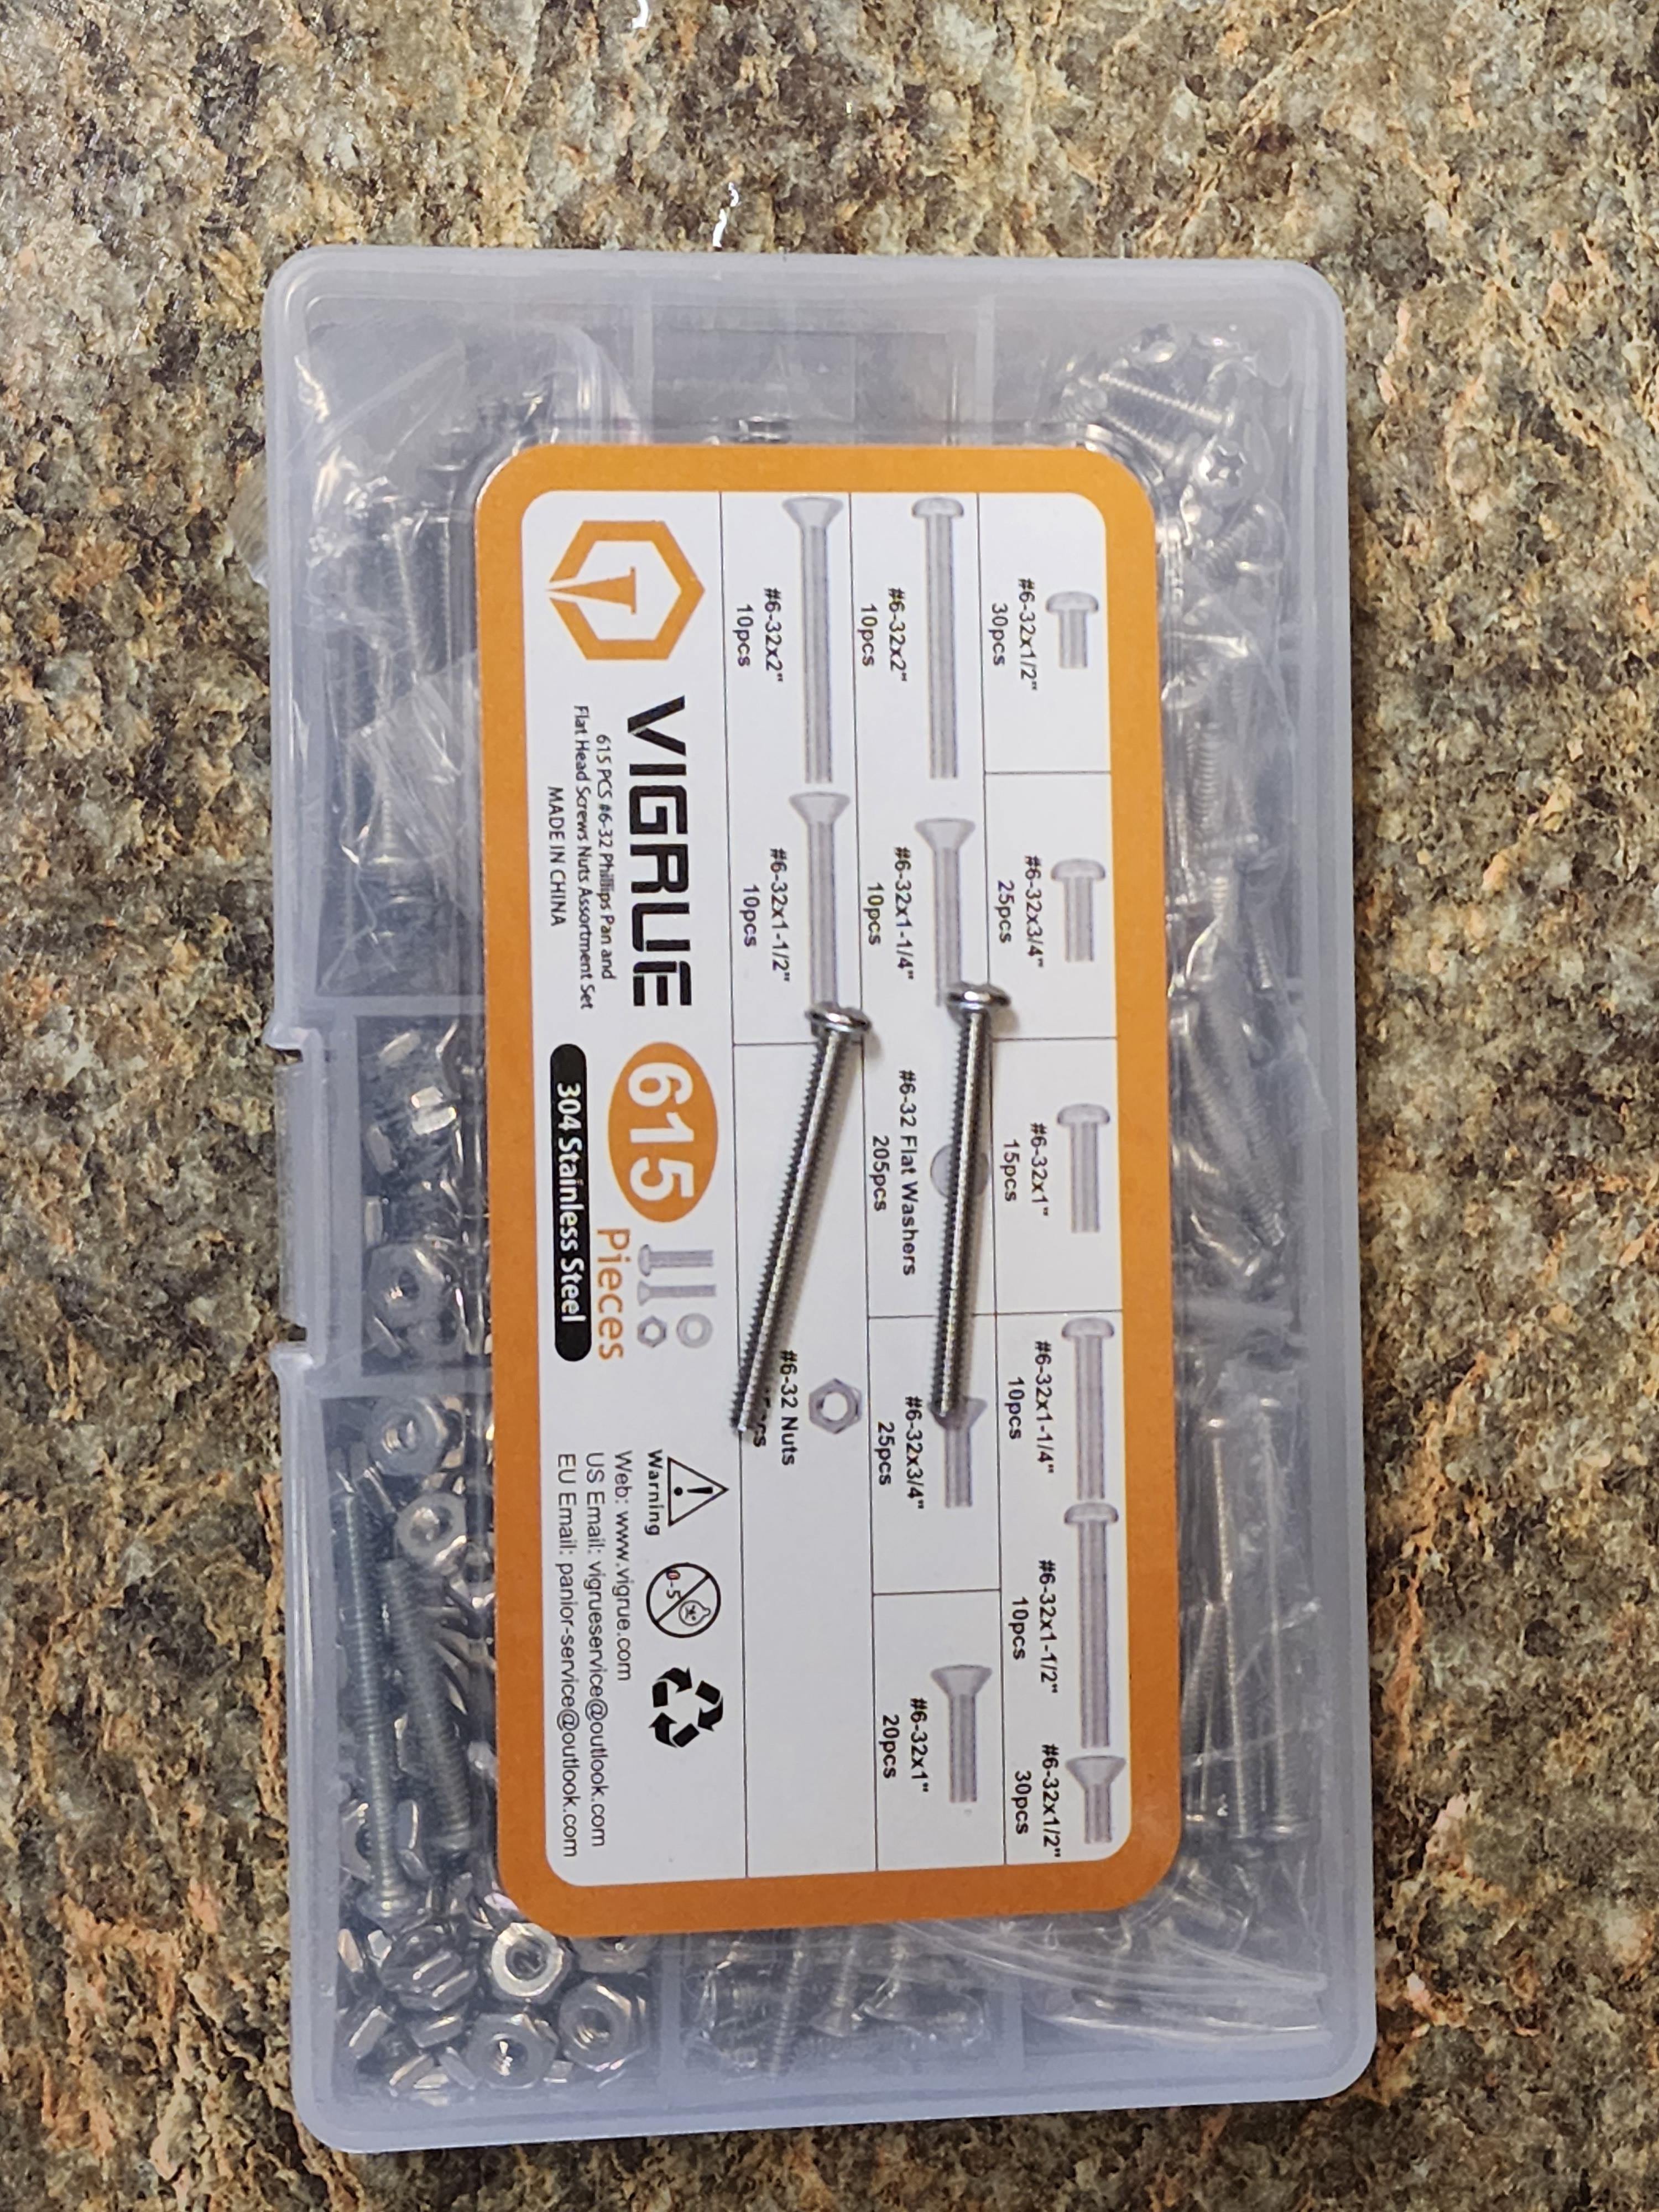 #6-32x1/2"
30pcs
#6-32x3/4"
25pcs
#6-32x1"
15pcs
#6-32x1-1/4"
10pcs
#6-32x1-1/2"
10pcs
#6-32x1/2"
30pcs
#6-32x2"
10pcs
#6-32x1-1/4"
10pcs
#6-32 Flat Washers
205pcs
#6-32x3/4"
25pcs
#6-32x1"
20pcs
#6-32x2"
10pcs
#6-32x1-1/2"
10pcs
#6-32 Nuts
VIGRUE
615 PCS #6-32 Phillips Pan and
Flat Head Screws Nuts Assortment Set
MADE IN CHINA
615
Pieces
304 Stainless Steel
Warning
0-3
Web: www.vigrue.com
US Email: vigrueservice@outlook.com
EU Email: panior-service@outlook.com